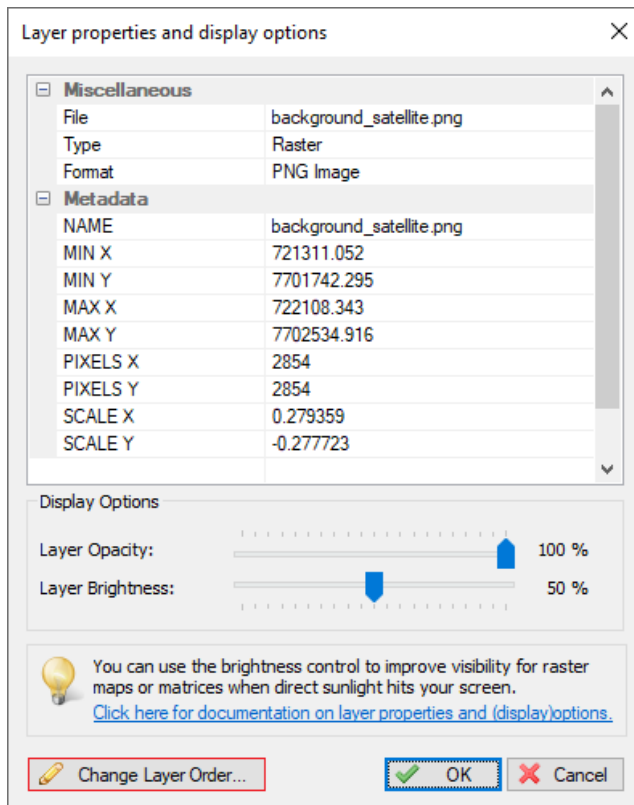 Layer properties and display options
Miscellaneous
File background_satellite.png
Type Raster
Format PNG Image
Metadata
NAME background_satellite.png
MIN X 721311.052
MIN Y 7701742.295
MAX X 722108.343
MAX Y 7702534.916
PIXELS X 2854
PIXELS Y 2854
SCALE X 0.279359
SCALE Y -0.277723
Display Options
Layer Opacity: 100 %
Layer Brightness: 50 %
You can use the brightness control to improve visibility for raster
maps or matrices when direct sunlight hits your screen.
Click here for documentation on layer properties and (display)options.
Change Layer Order... OK Cancel